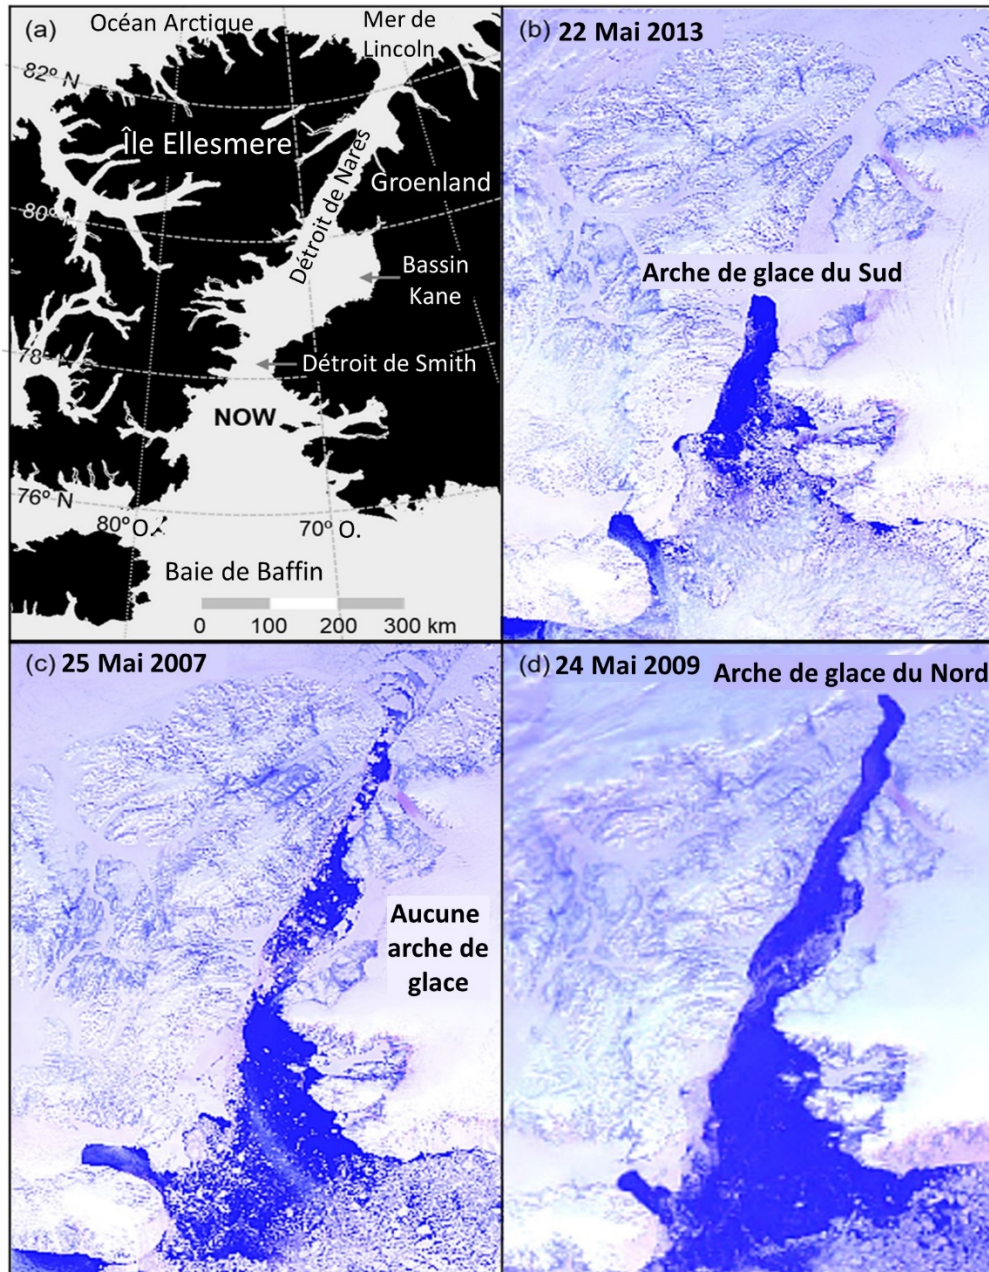 (a)
Océan Arctique
Mer de
Lincoln
82° N
Île Ellesmere
Détroit de Nares
Groenland
80°
Bassin
Kane
78°
Détroit de Smith
NOW
76° N
80° O.
70° O.
Baie de Baffin
0 100 200 300 km
(b) 22 Mai 2013
Arche de glace du Sud
(c) 25 Mai 2007
Aucune
arche de
glace
(d) 24 Mai 2009
Arche de glace du Nord